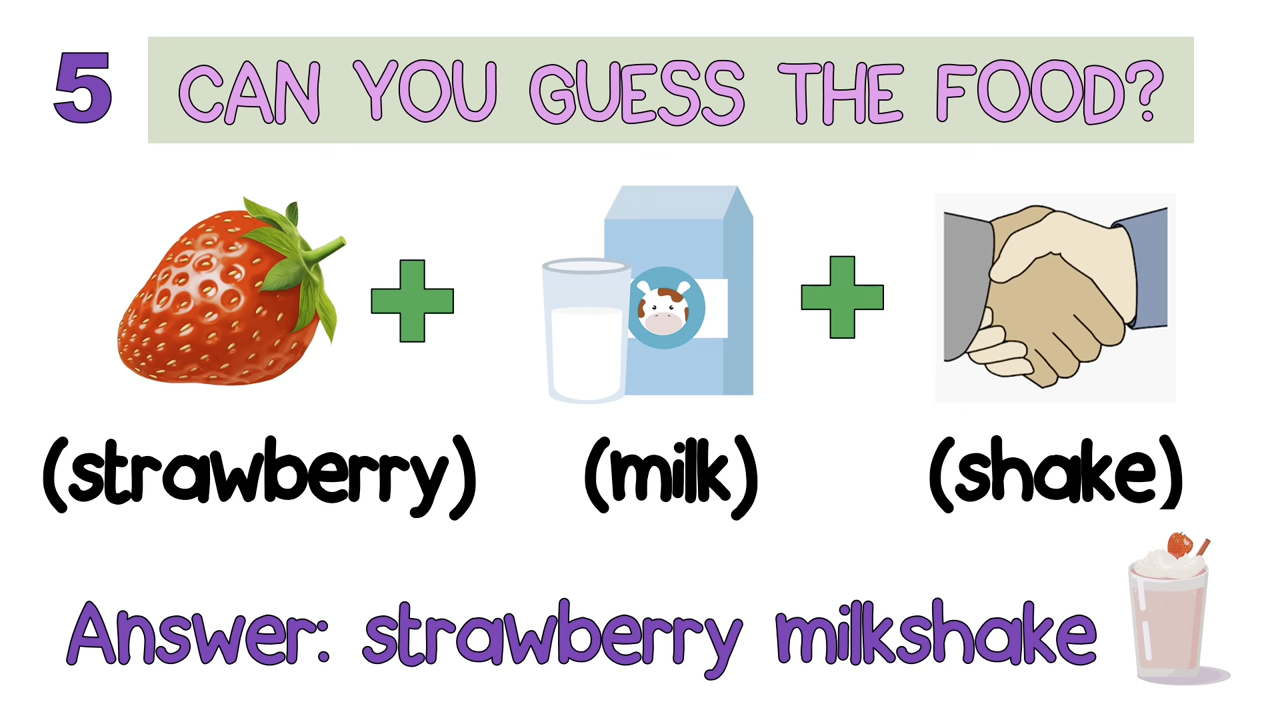 5 CAN YOU GUESS THE FOOD?
(strawberry) (milk) (shake)
Answer: strawberry milkshake